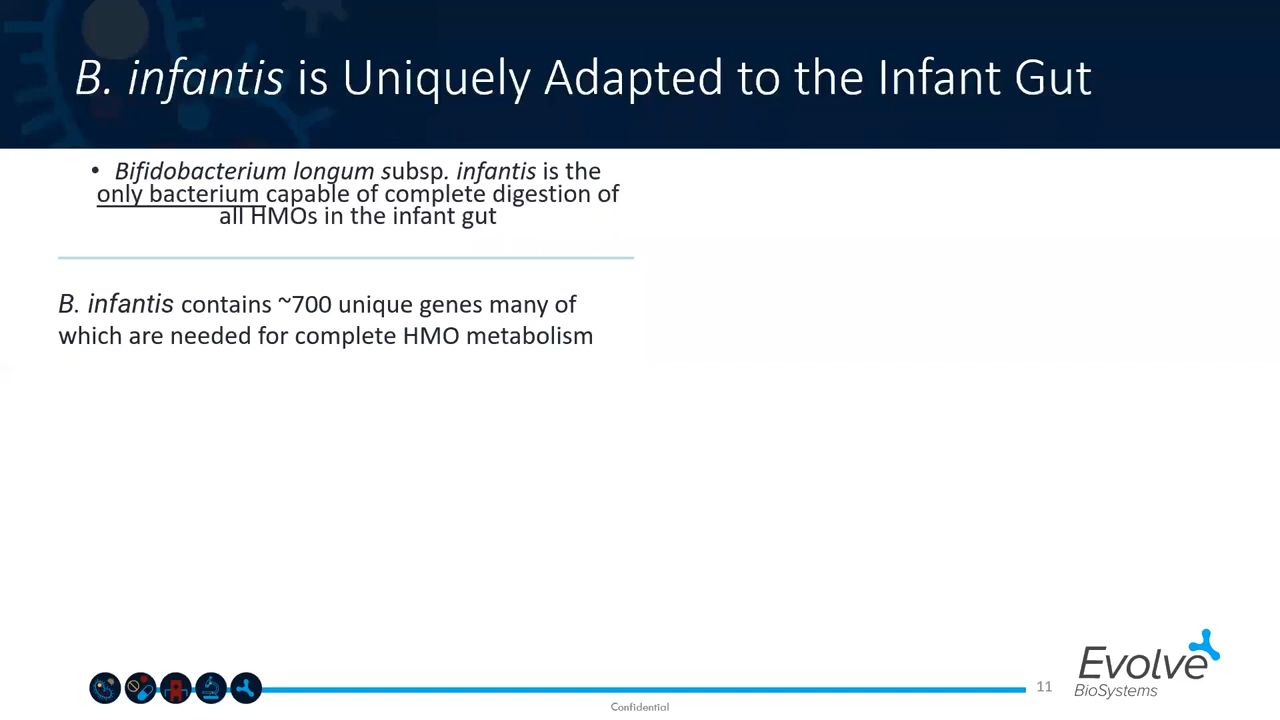 B. infantis is Uniquely Adapted to the Infant Gut
• Bifidobacterium longum subsp. infantis is the
only bacterium capable of complete digestion of
all HMOs in the infant gut
B. infantis contains ~700 unique genes many of
which are needed for complete HMO metabolism
11
Evolve
BioSystems
Confidential